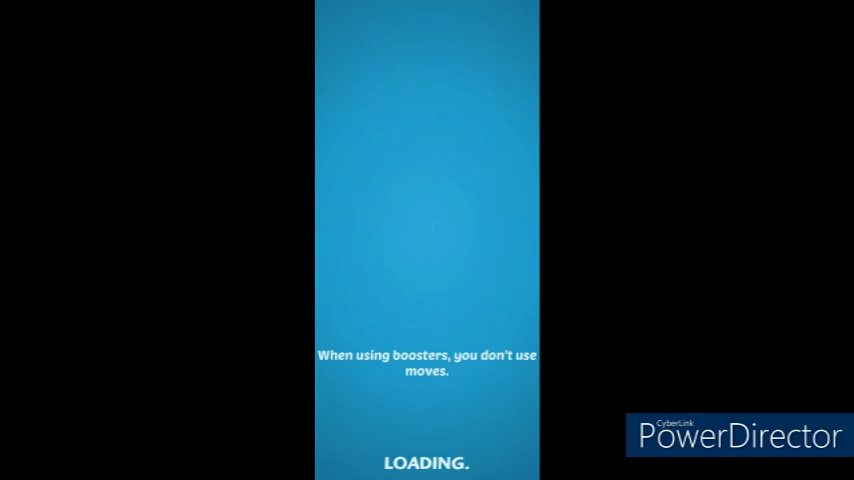 When using boosters, you don't use
moves.
CyberLink
PowerDirector
LOADING.